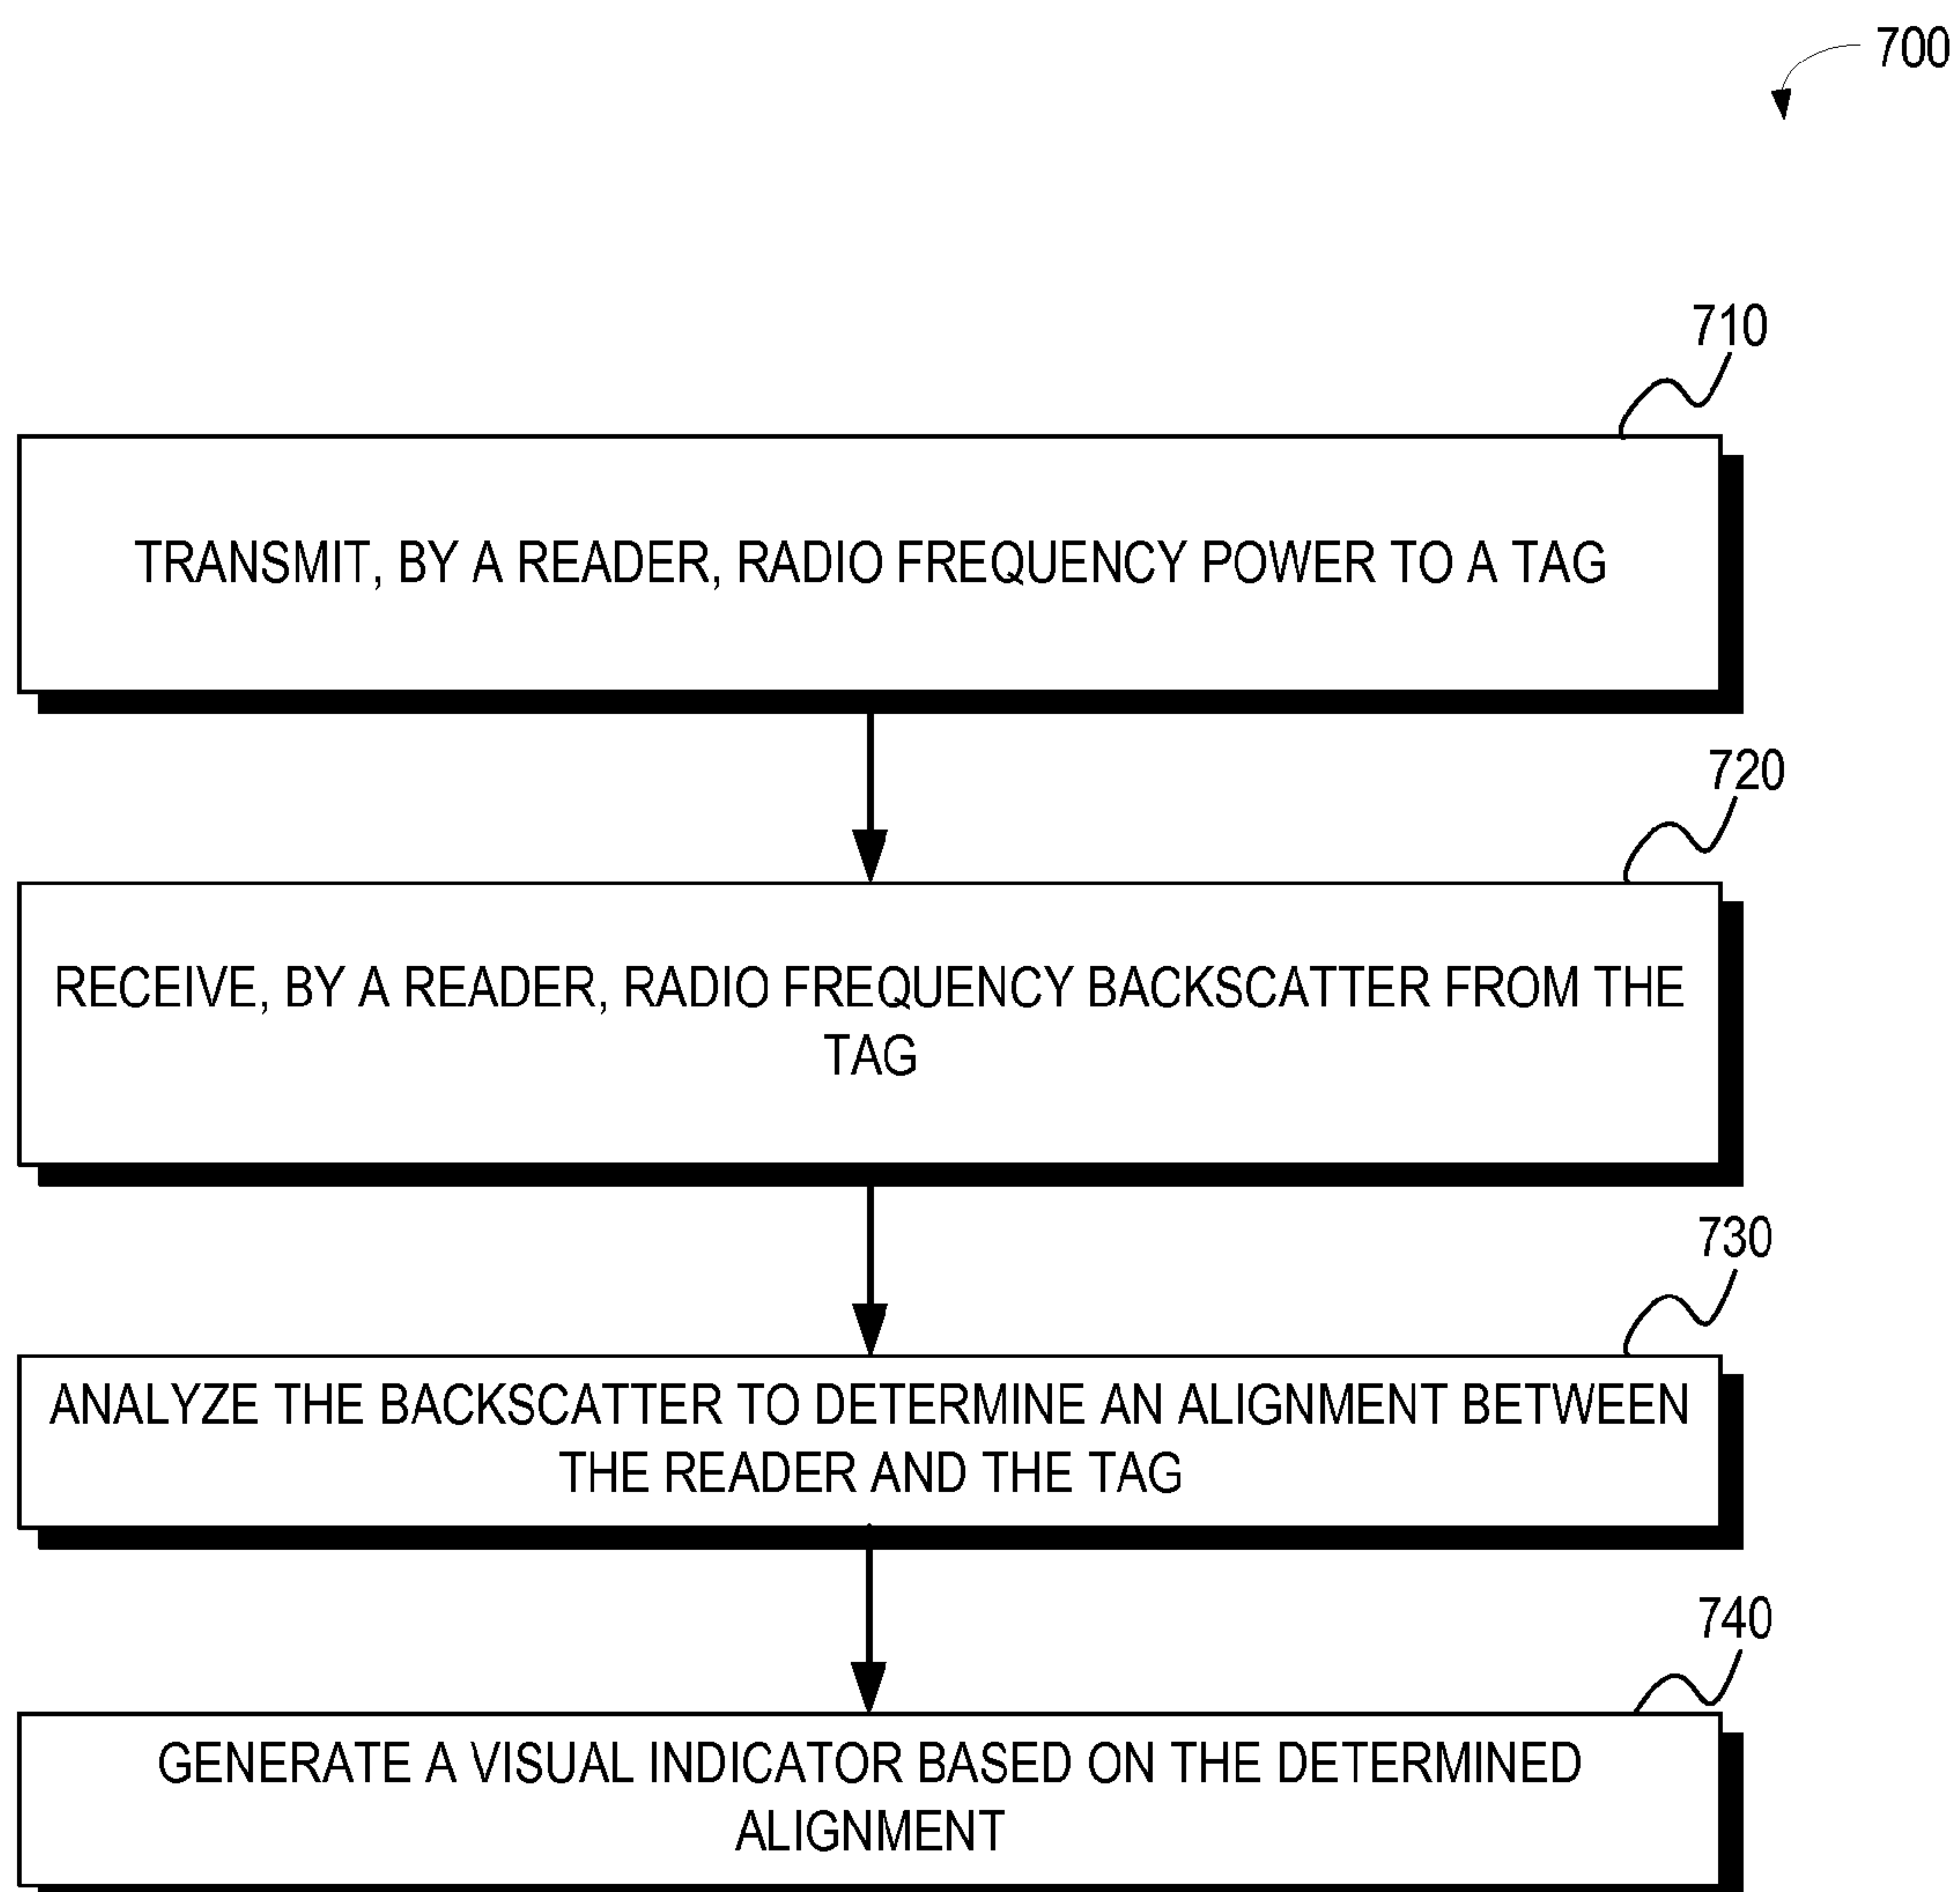 700
710
TRANSMIT, BY A READER, RADIO FREQUENCY POWER TO A TAG
720
RECEIVE, BY A READER, RADIO FREQUENCY BACKSCATTER FROM THE
TAG
730
ANALYZE THE BACKSCATTER TO DETERMINE AN ALIGNMENT BETWEEN
THE READER AND THE TAG
740
GENERATE A VISUAL INDICATOR BASED ON THE DETERMINED
ALIGNMENT